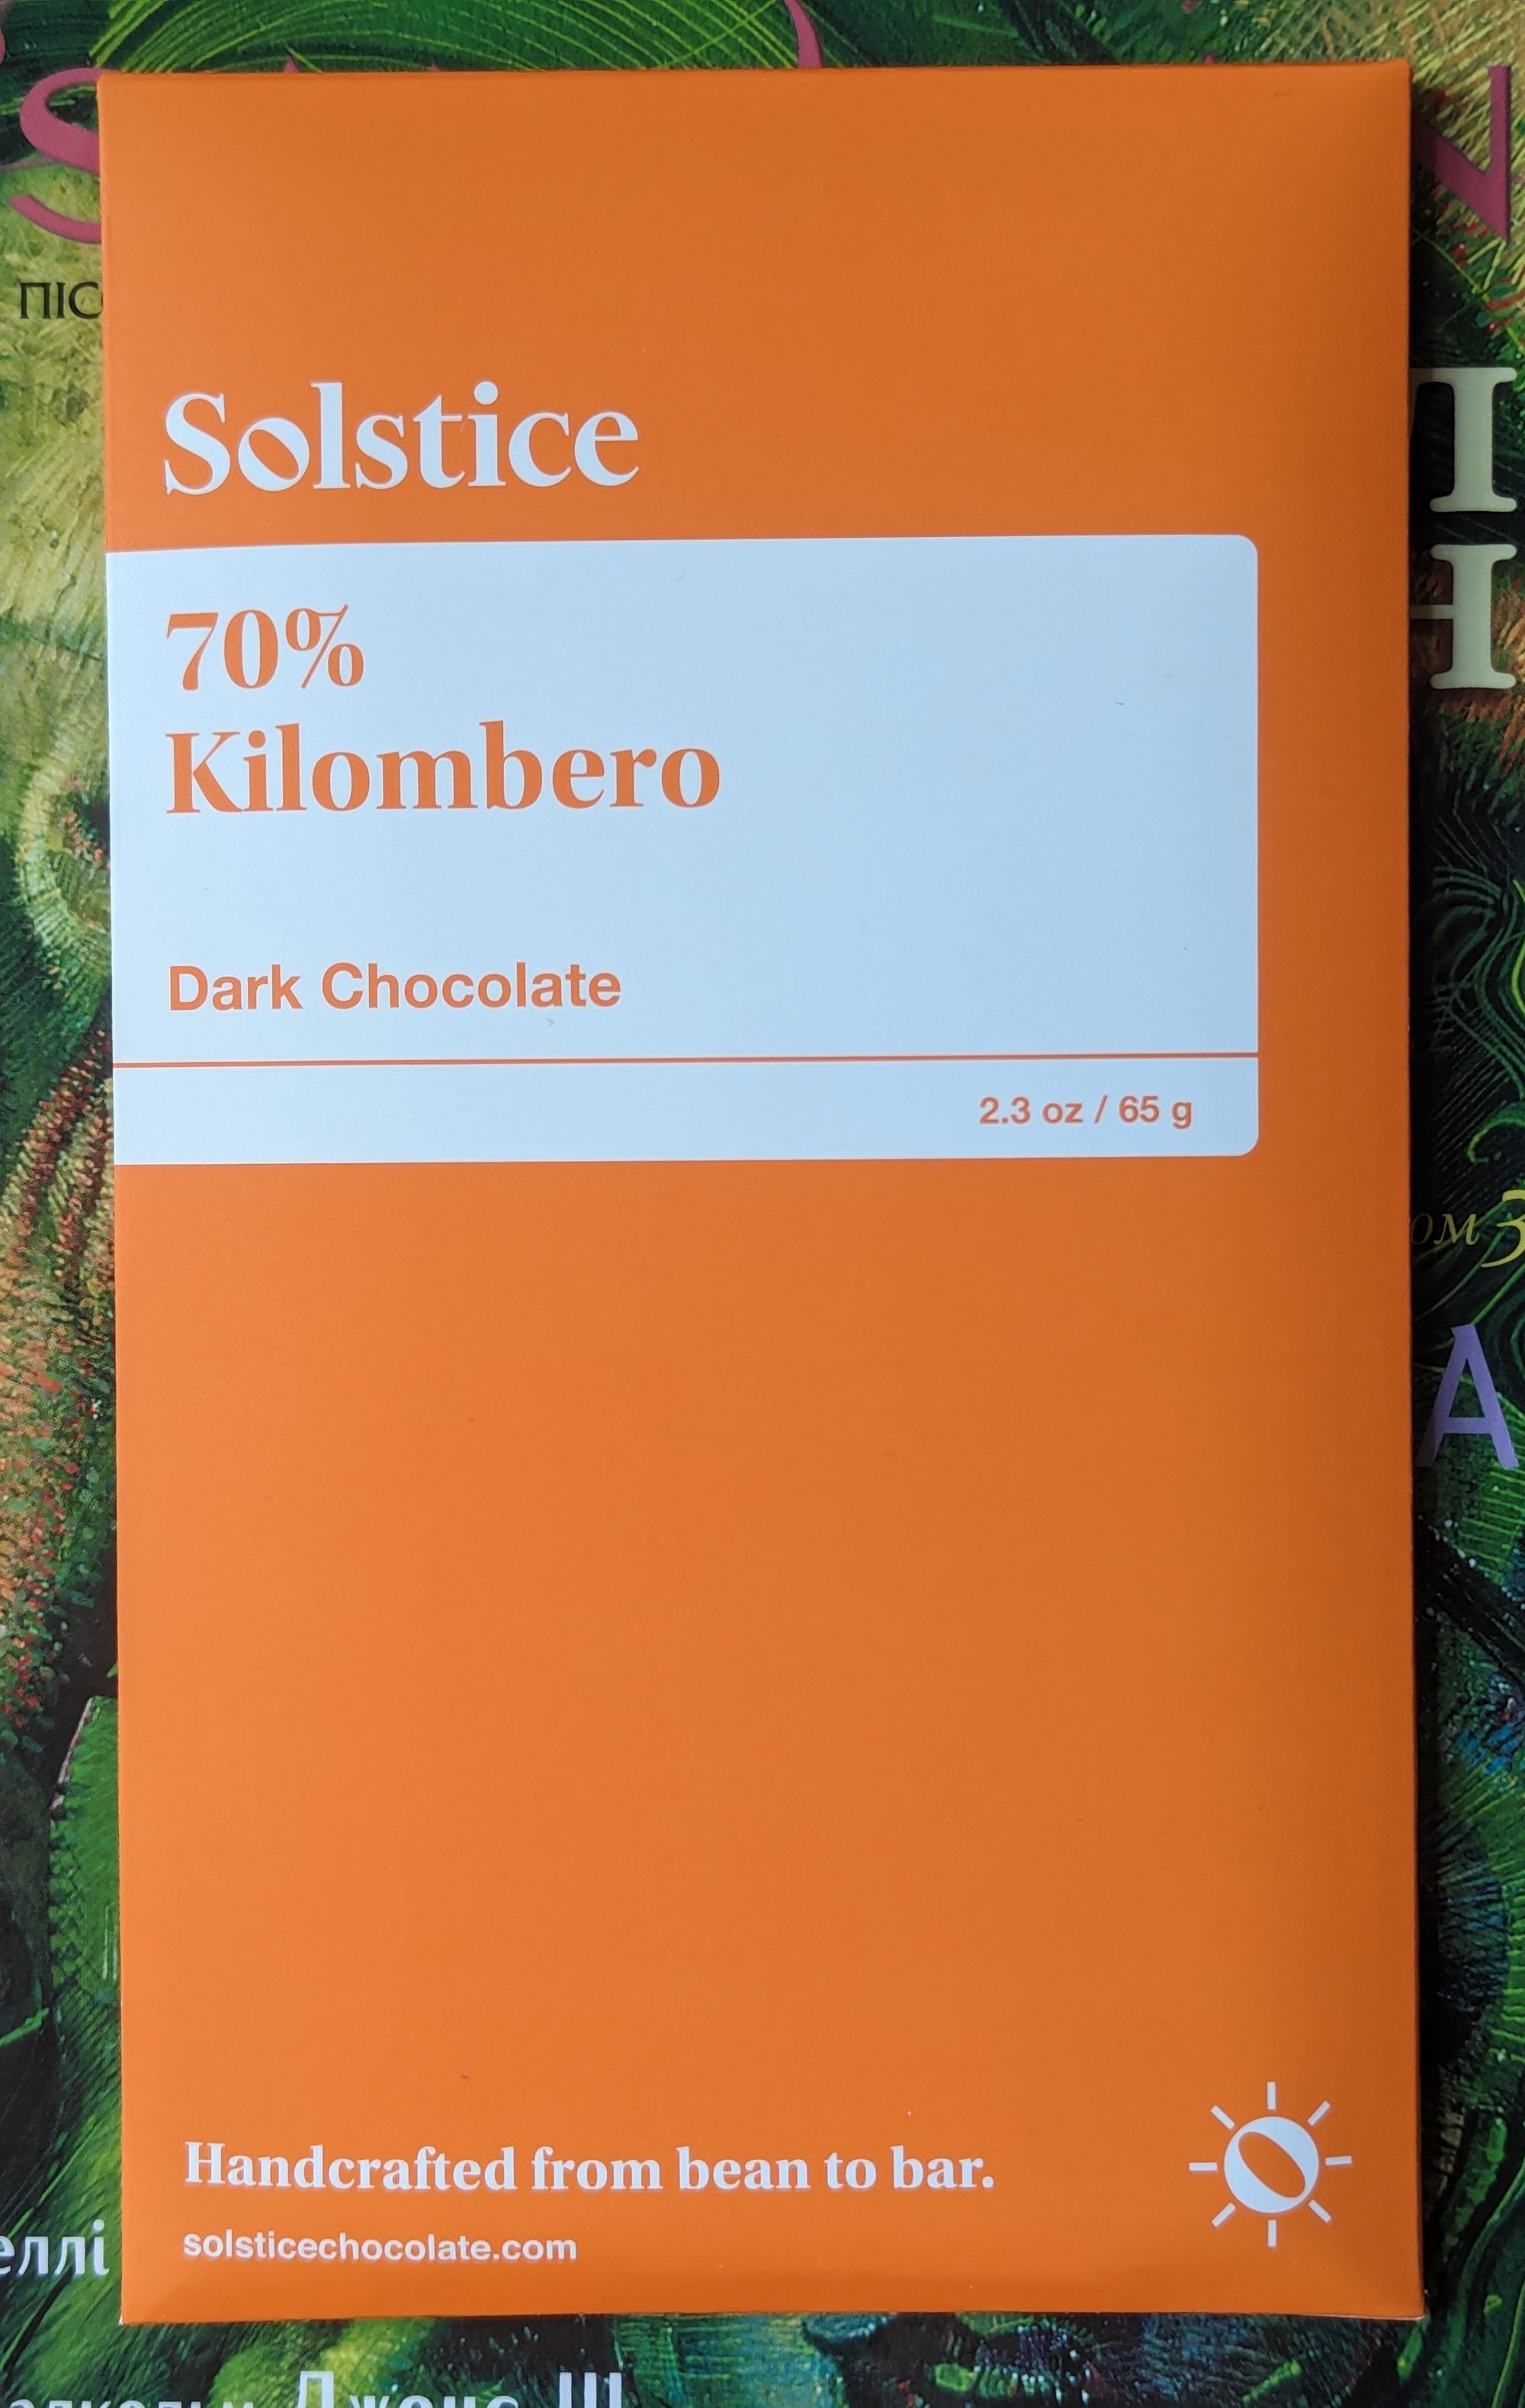 Solstice
70%
Kilombero
Dark Chocolate
2.3 oz / 65 g
Handcrafted from bean to bar.
solsticechocolate.com